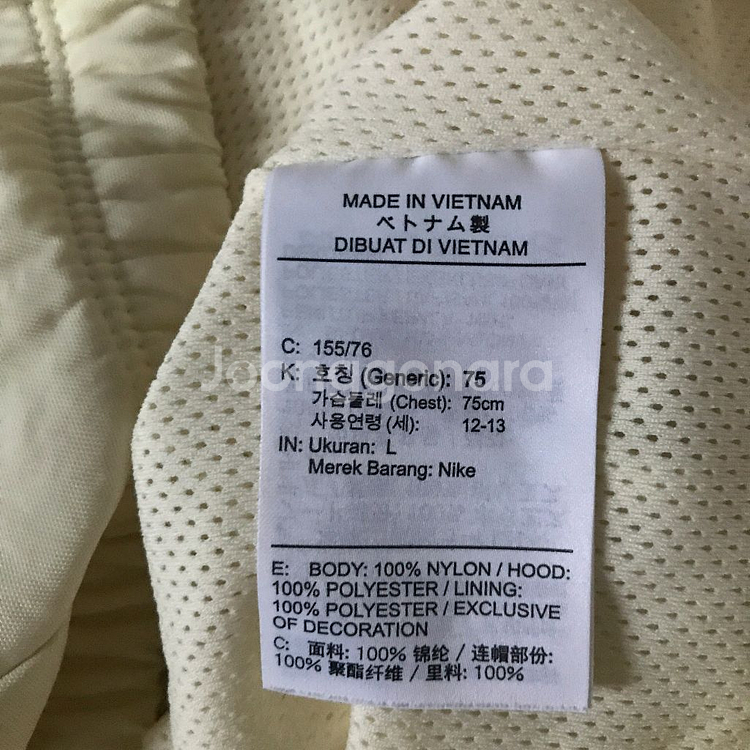 MADE IN VIETNAM
ベトナム製
DIBUAT DI VIETNAM
C: 155/76
K: 호칭 (Generic): 75
가슴둘레 (Chest): 75cm
사용연령 (세): 12-13
IN: Ukuran: L
Merek Barang: Nike
E: BODY: 100% NYLON / HOOD:
100% POLYESTER / LINING:
100% POLYESTER / EXCLUSIVE
OF DECORATION
C: 面料: 100% 锦纶 / 连帽部份:
100% 聚酯纤维 / 里料: 100%
Joonggonara